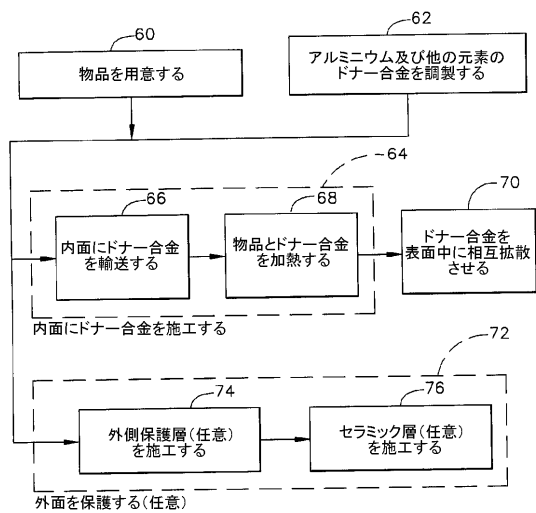 60
物品を用意する
62
アルミニウム及び他の元素の
ドナー合金を調製する
64
66
内面にドナー合金
を輸送する
68
物品とドナー合金
を加熱する
70
ドナー合金を
表面中に相互拡散
させる
内面にドナー合金を施工する
72
74
外側保護層(任意)
を施工する
76
セラミック層(任意)
を施工する
外面を保護する(任意)